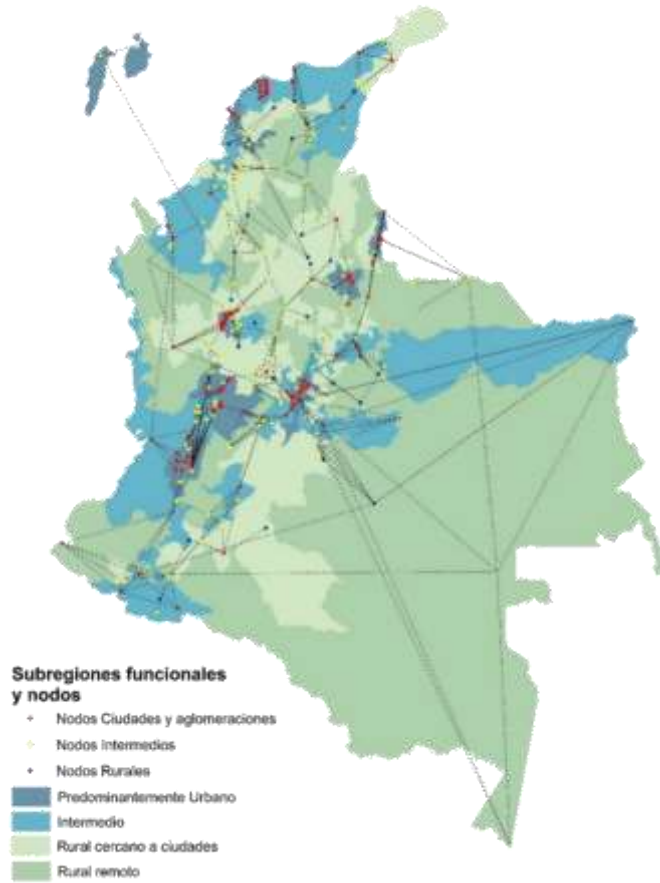 Subregiones funcionales
y nodos
Nodos Ciudades y aglomeraciones
Nodos Intermedios
Nodos Rurales
Predominantemente Urbano
Intermedio
Rural cercano a ciudades
Rural remoto